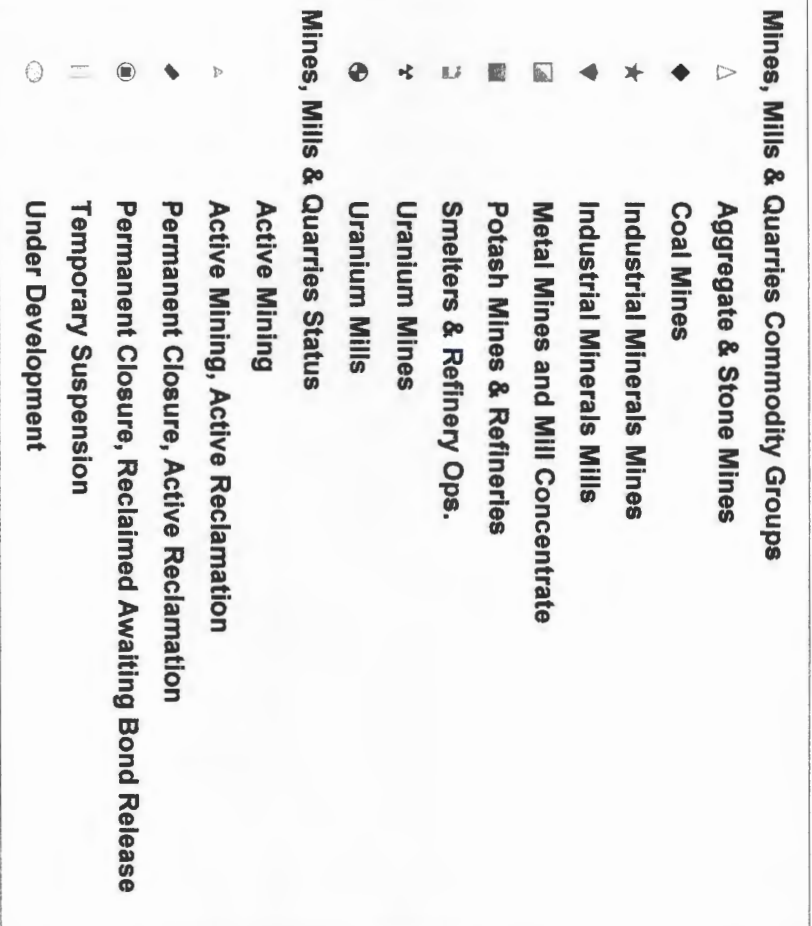 Mines, Mills & Quarries Commodity Groups
Aggregate & Stone Mines
Coal Mines
Industrial Minerals Mines
Industrial Minerals Mills
Metal Mines and Mill Concentrate
Potash Mines & Refineries
Smelters & Refinery Ops.
Uranium Mines
Uranium Mills
Mines, Mills & Quarries Status
Active Mining
Active Mining, Active Reclamation
Permanent Closure, Active Reclamation
Permanent Closure, Reclaimed Awaiting Bond Release
Temporary Suspension
Under Development